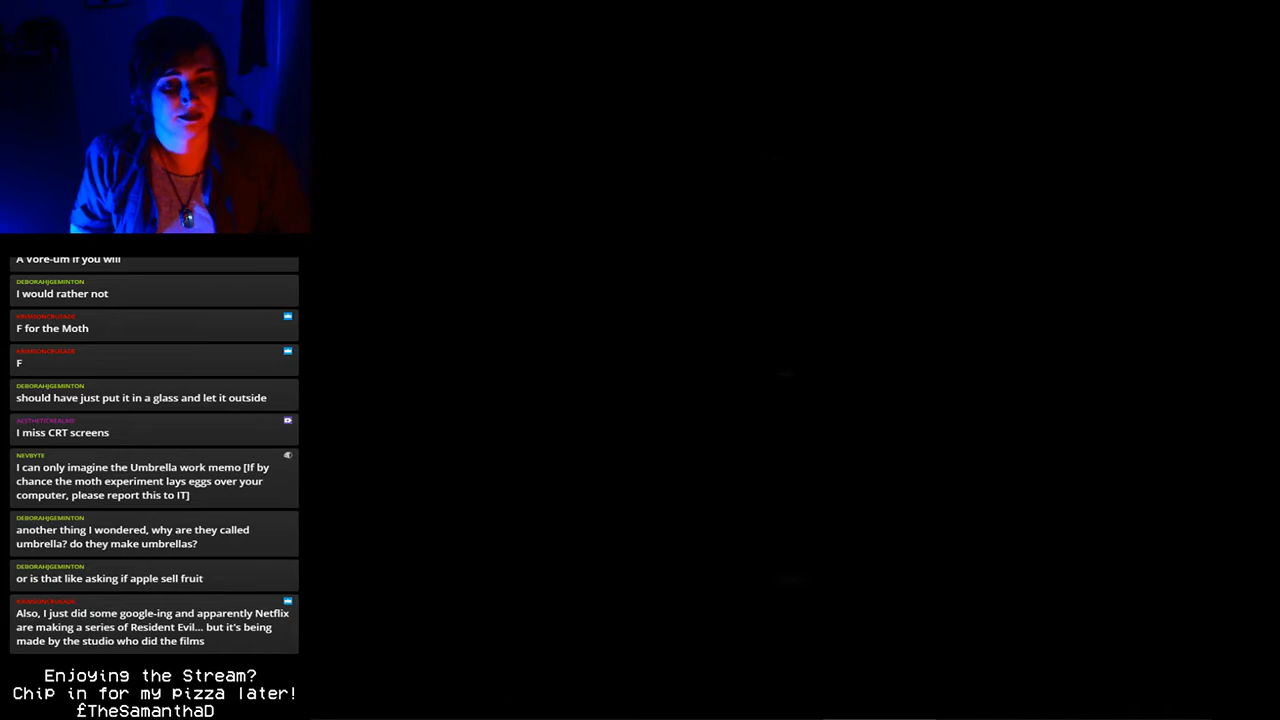 A Vore-um if you will
DEBORAHJGEMINTON
I would rather not
KRIMSONCRUSADE
F for the Moth
KRIMSONCRUSADE
F
DEBORAHJGEMINTON
should have just put it in a glass and let it outside
I miss CRT screens
NEVBYTE
I can only imagine the Umbrella work memo [If by
chance the moth experiment lays eggs over your
computer, please report this to IT]
DEBORAHJGEMINTON
another thing I wondered, why are they called
umbrella? do they make umbrellas?
DEBORAHJGEMINTON
or is that like asking if apple sell fruit
KRIMSONCRUSADE
Also, I just did some google-ing and apparently Netflix
are making a series of Resident Evil... but it's being
made by the studio who did the films
Enjoying the Stream?
Chip in for my pizza later!
£TheSamanthaD